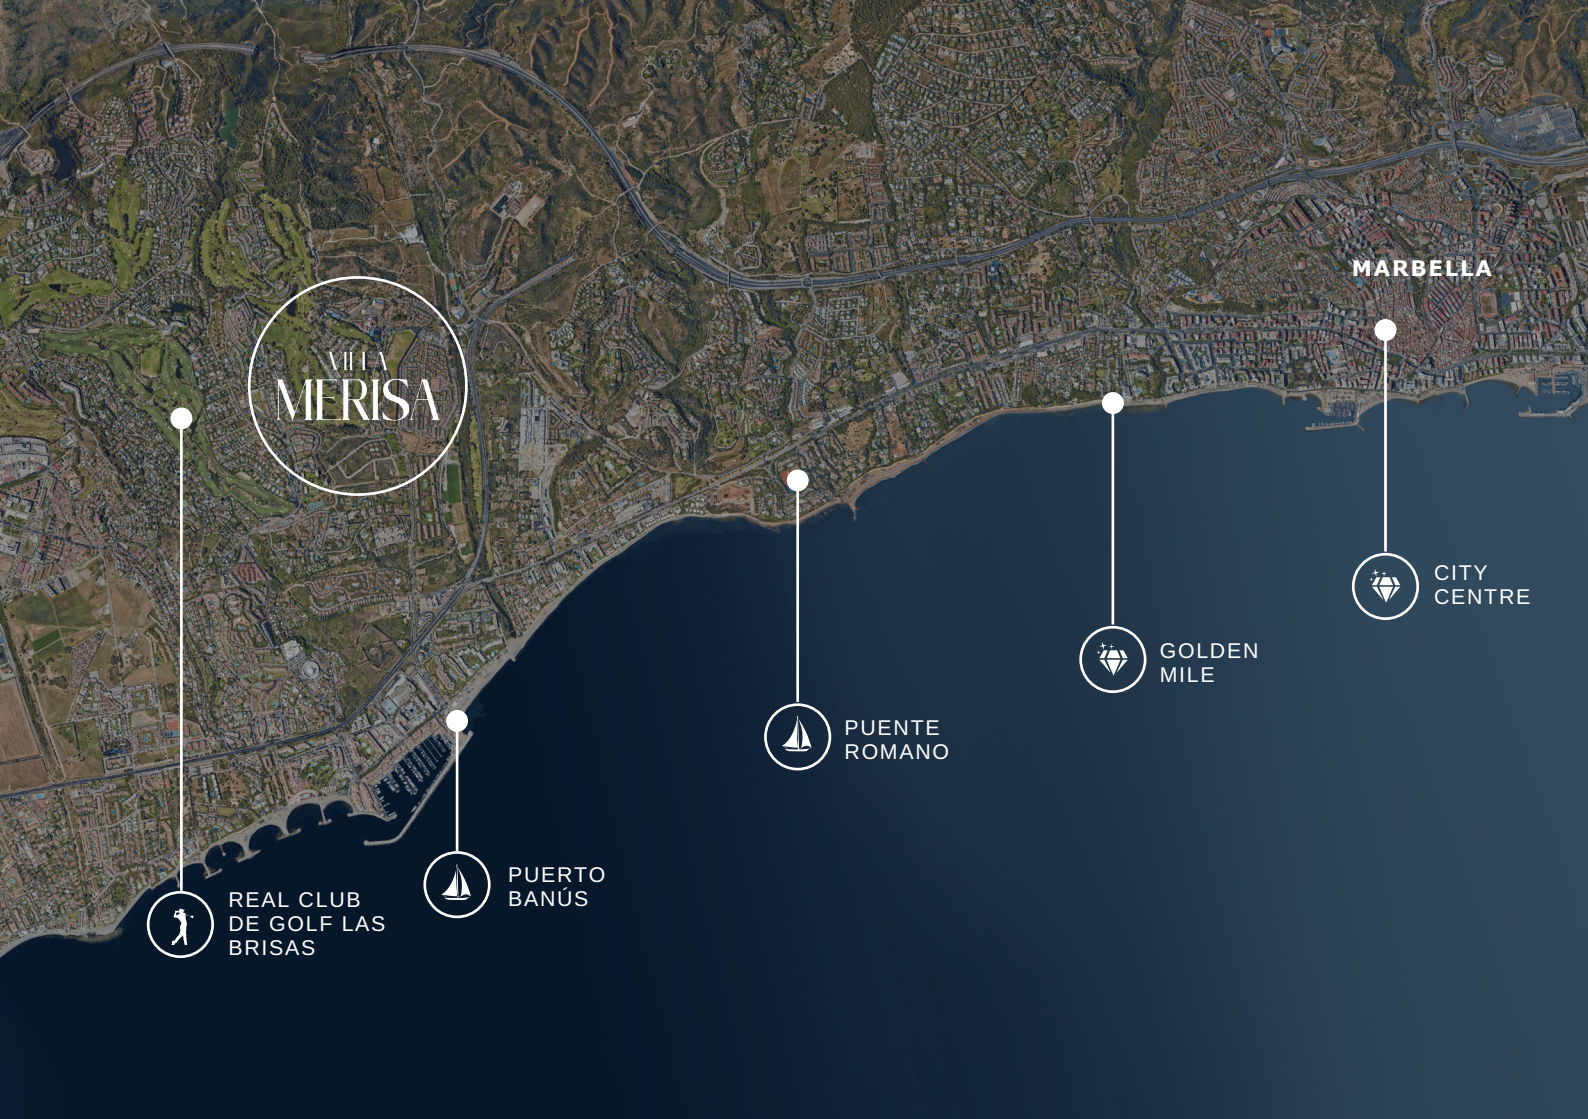 MARBELLA
VILLA
MERISA
CITY
CENTRE
GOLDEN
MILE
PUENTE
ROMANO
PUERTO
BANÚS
REAL CLUB
DE GOLF LAS
BRISAS